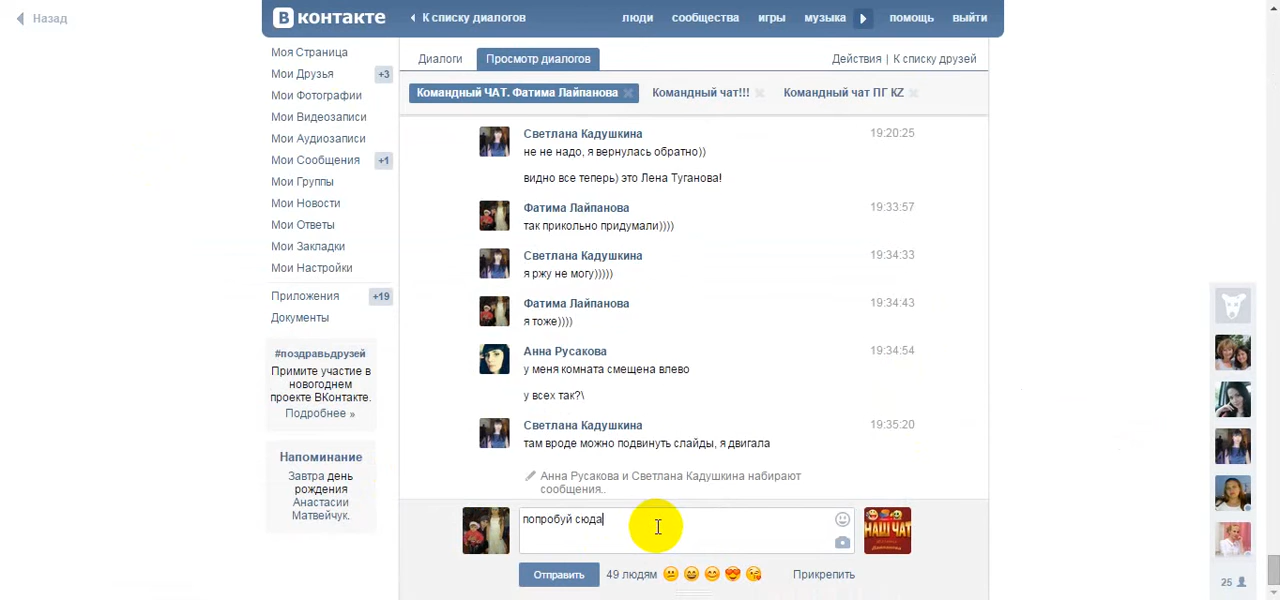 Назад
В контакте
К списку диалогов
люди сообщества игры музыка помощь выйти
Моя Страница
Мои Друзья +3
Мои Фотографии
Мои Видеозаписи
Мои Аудиозаписи
Мои Сообщения +1
Мои Группы
Мои Новости
Мои Ответы
Мои Закладки
Мои Настройки
Приложения +19
Документы
#поздравьдрузей
Примите участие в
новогоднем
проекте ВКонтакте.
Подробнее »
Напоминание
Завтра день
рождения
Анастасии
Матвейчук.
Диалоги Просмотр диалогов Действия | К списку друзей
Командный ЧАТ. Фатима Лайпанова Командный чат!!! Командный чат ПГ KZ
Светлана Кадушкина 19:20:25
не не надо, я вернулась обратно))
видно все теперь) это Лена Туганова!
Фатима Лайпанова 19:33:57
так прикольно придумали))))
Светлана Кадушкина 19:34:33
я ржу не могу)))))
Фатима Лайпанова 19:34:43
я тоже))))
Анна Русакова 19:34:54
у меня комната смещена влево
у всех так?\
Светлана Кадушкина 19:35:20
там вроде можно подвинуть слайды, я двигала
Анна Русакова и Светлана Кадушкина набирают
сообщения..
попробуй сюда
НАШ ЧАТ
Отправить 49 людям Прикрепить
25